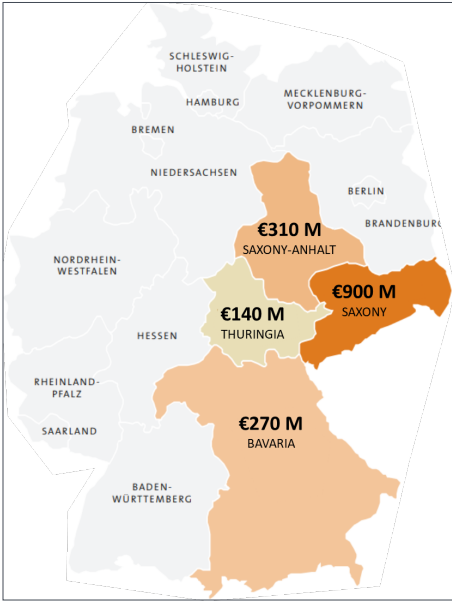 SCHLESWIG-
HOLSTEIN
MECKLENBURG-
VORPOMMERN
HAMBURG
BREMEN
NIEDERSACHSEN
BERLIN
BRANDENBURG
€310 M
SAXONY-ANHALT
NORDRHEIN-
WESTFALEN
€900 M
SAXONY
€140 M
THURINGIA
HESSEN
RHEINLAND-
PFALZ
SAARLAND
€270 M
BAVARIA
BADEN-
WÜRTTEMBERG